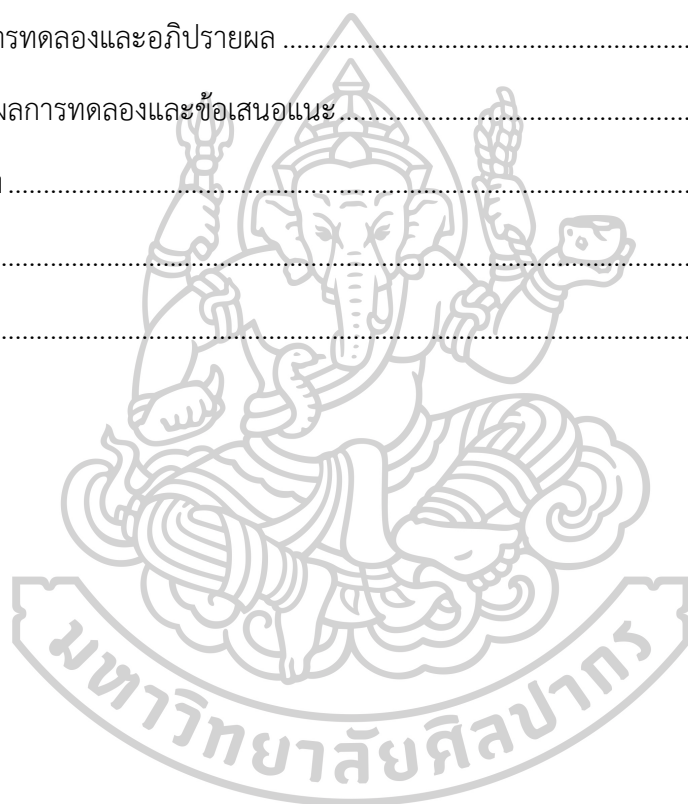 ารทดลองและอภิปรายผล ........................................................
ผลการทดลองและข้อเสนอแนะ........................................................
........................................................
........................................................
........................................................
มหาวิทยาลัยศิลปากร